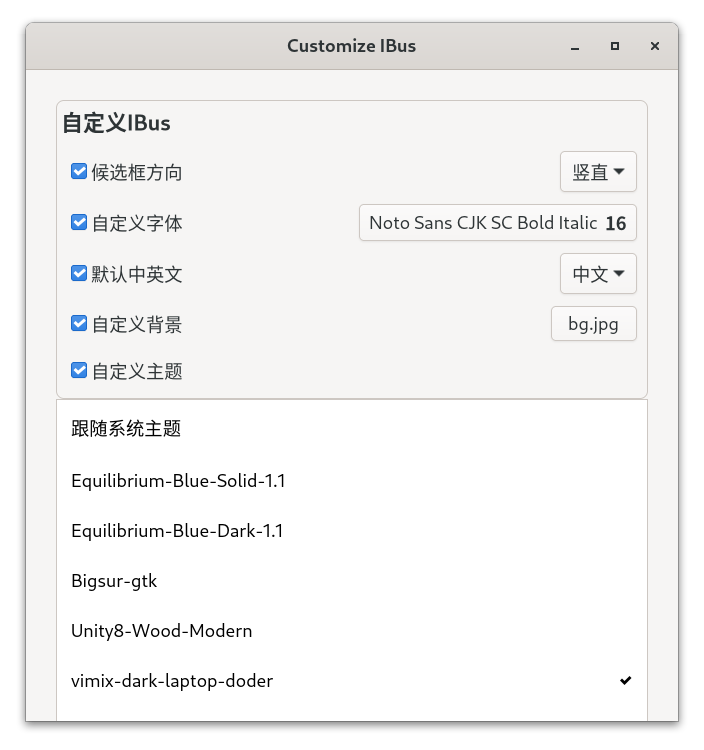 Customize IBus
自定义IBus
候选框方向 竖直
自定义字体 Noto Sans CJK SC Bold Italic 16
默认中英文 中文
自定义背景 bg.jpg
自定义主题
跟随系统主题
Equilibrium-Blue-Solid-1.1
Equilibrium-Blue-Dark-1.1
Bigsur-gtk
Unity8-Wood-Modern
vimix-dark-laptop-doder